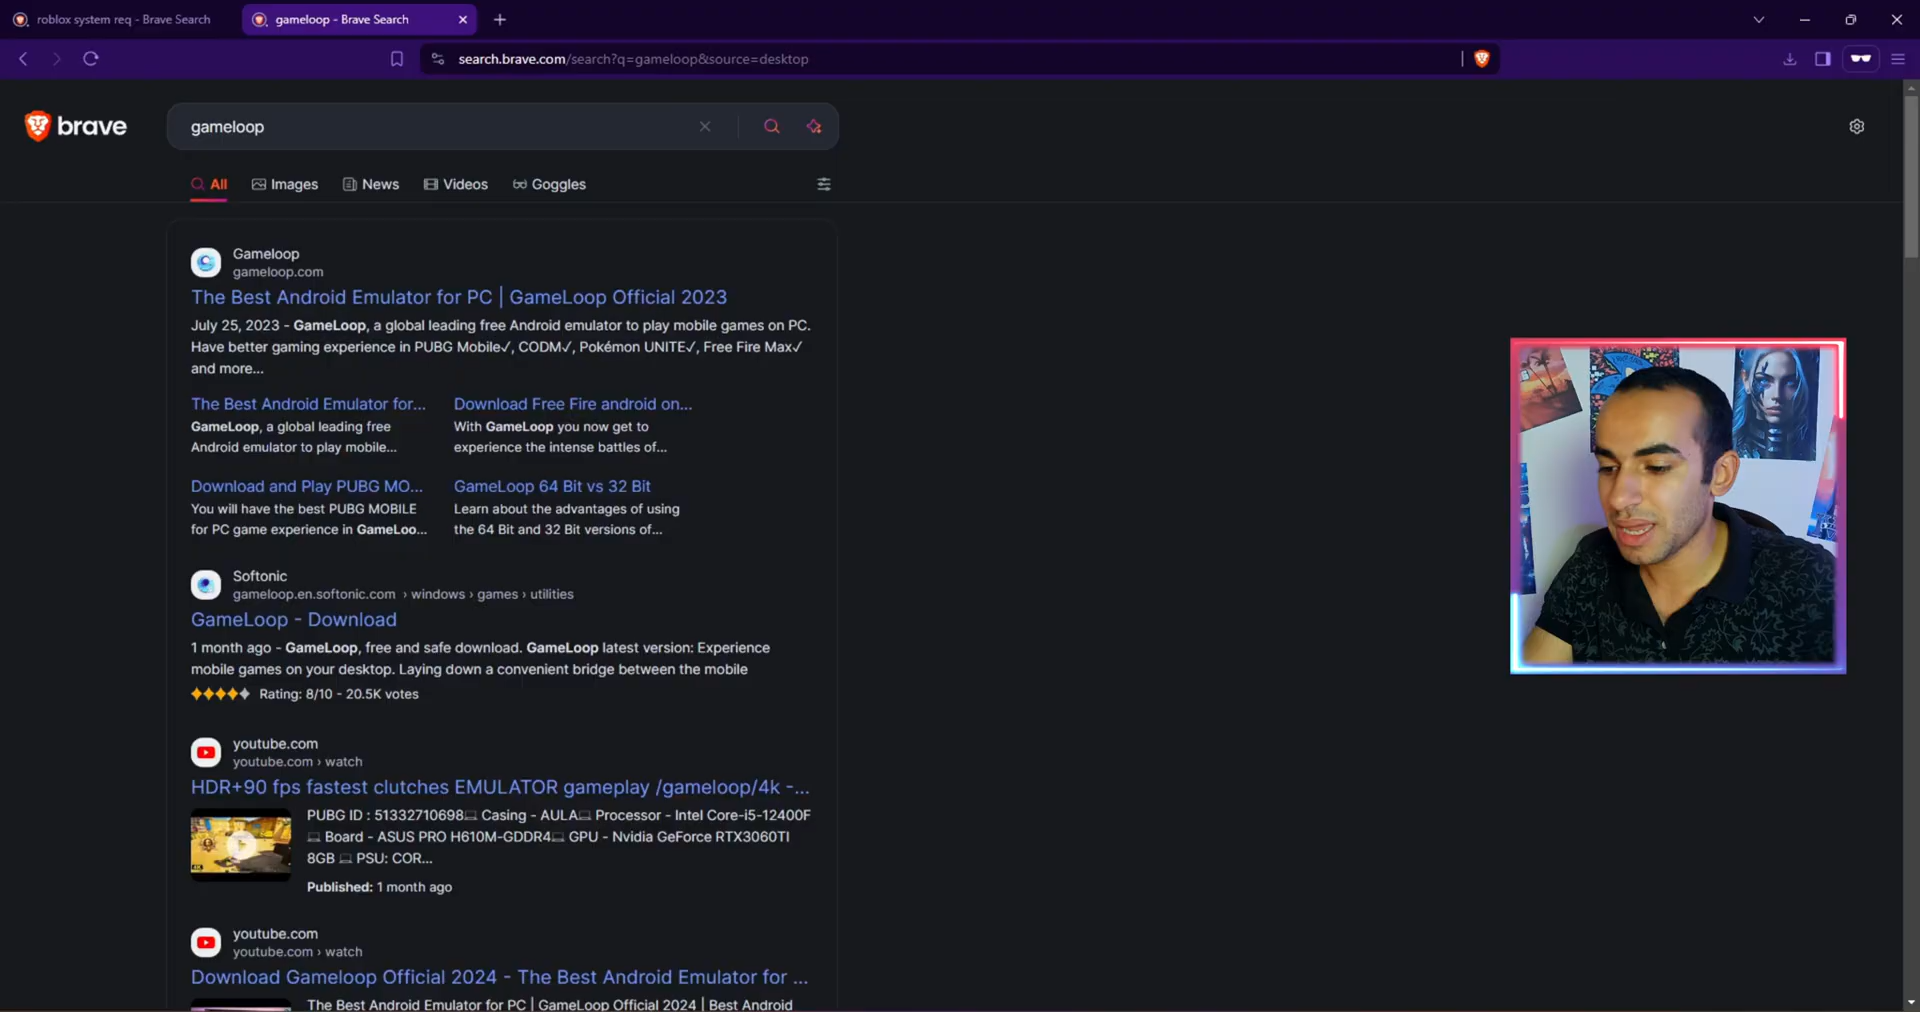 roblox system req - Brave Search
gameloop - Brave Search
search.brave.com/search?q=gameloop&source=desktop
brave
gameloop
All
Images
News
Videos
Goggles
Gameloop
gameloop.com
The Best Android Emulator for PC | GameLoop Official 2023
July 25, 2023 - GameLoop, a global leading free Android emulator to play mobile games on PC.
Have better gaming experience in PUBG Mobile✓, CODM✓, Pokémon UNITE✓, Free Fire Max✓
and more...
The Best Android Emulator for...
GameLoop, a global leading free
Android emulator to play mobile...
Download Free Fire android on...
With GameLoop you now get to
experience the intense battles of...
Download and Play PUBG MO...
You will have the best PUBG MOBILE
for PC game experience in GameLoo...
GameLoop 64 Bit vs 32 Bit
Learn about the advantages of using
the 64 Bit and 32 Bit versions of...
Softonic
gameloop.en.softonic.com › windows › games › utilities
GameLoop - Download
1 month ago - GameLoop, free and safe download. GameLoop latest version: Experience
mobile games on your desktop. Laying down a convenient bridge between the mobile
Rating: 8/10 - 20.5K votes
youtube.com
youtube.com › watch
HDR+90 fps fastest clutches EMULATOR gameplay /gameloop/4k -...
PUBG ID : 51332710698💻 Casing - AULA💻 Processor - Intel Core-i5-12400F
💻 Board - ASUS PRO H610M-GDDR4💻 GPU - Nvidia GeForce RTX3060TI
8GB 💻 PSU: COR...
Published: 1 month ago
youtube.com
youtube.com › watch
Download Gameloop Official 2024 - The Best Android Emulator for ...
The Best Android Emulator for PC | GameLoop Official 2024 | Best Android